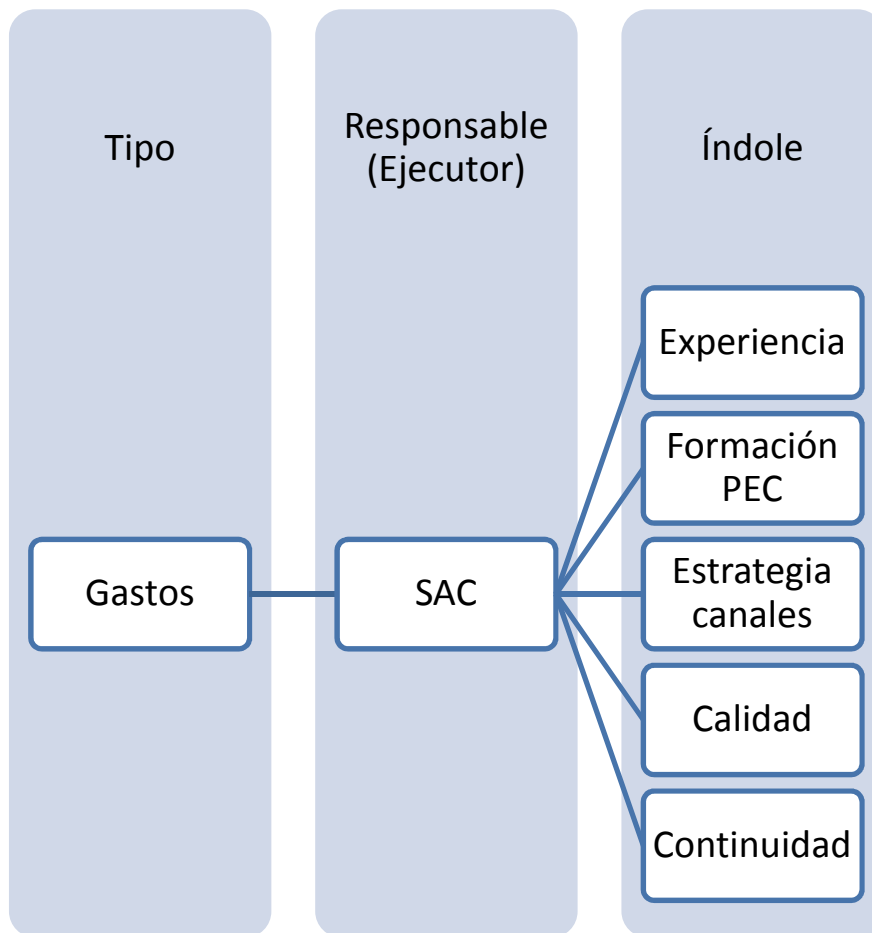 Tipo
Responsable
(Ejecutor)
Índole
Gastos
SAC
Experiencia
Formación
PEC
Estrategia
canales
Calidad
Continuidad